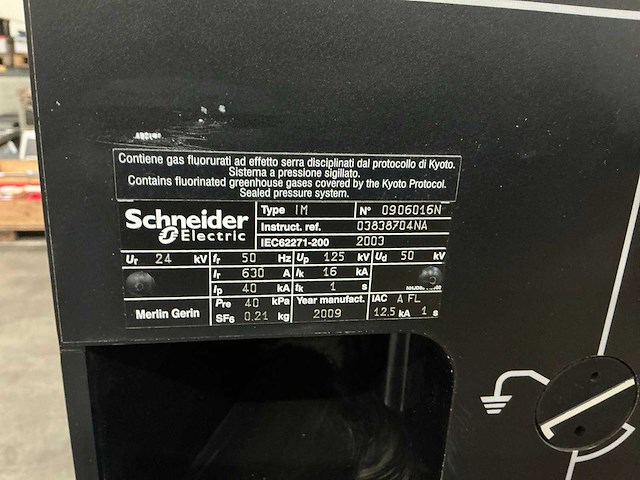 Contiene gas fluorurati ad effetto serra disciplinati dal protocollo di Kyoto.
Sistema a pressione sigillato.
Contains fluorinated greenhouse gases covered by the Kyoto Protocol.
Sealed pressure system.
Schneider Electric
Type IM N° 0906016N
Instruct. ref. 03838704NA
IEC62271-200 2003
Ur 24 kV fr 50 Hz Up 125 kV Ud 50 kV
Ir 630 A Ik 16 kA
Ip 40 kA tk 1 s
Merlin Gerin
Pre 40 kPa Year manufact. IAC A FL
SF6 0.21 kg 2009 12.5 kA 1 s